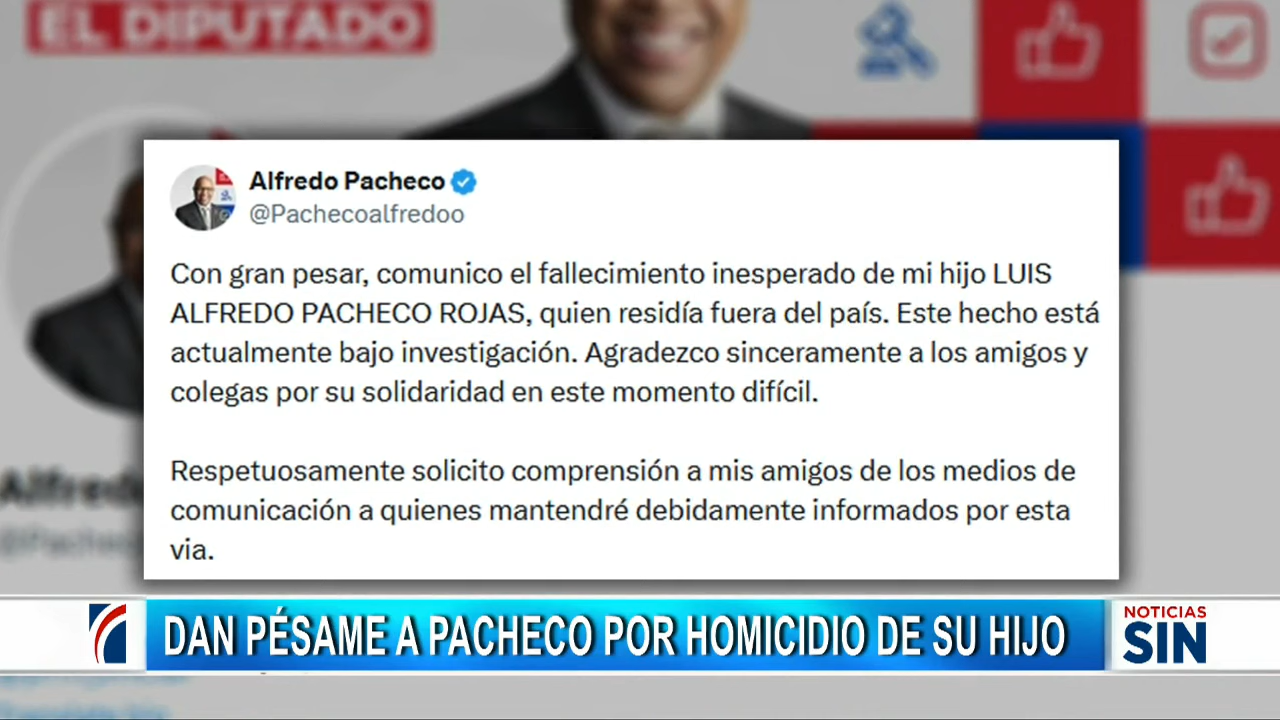 EL DIPUTADO
Alfredo Pacheco
@Pachecoalfredoo
Con gran pesar, comunico el fallecimiento inesperado de mi hijo LUIS
ALFREDO PACHECO ROJAS, quien residía fuera del país. Este hecho está
actualmente bajo investigación. Agradezco sinceramente a los amigos y
colegas por su solidaridad en este momento difícil.
Respetuosamente solicito comprensión a mis amigos de los medios de
comunicación a quienes mantendré debidamente informados por esta
via.
DAN PÉSAME A PACHECO POR HOMICIDIO DE SU HIJO
NOTICIAS
SIN